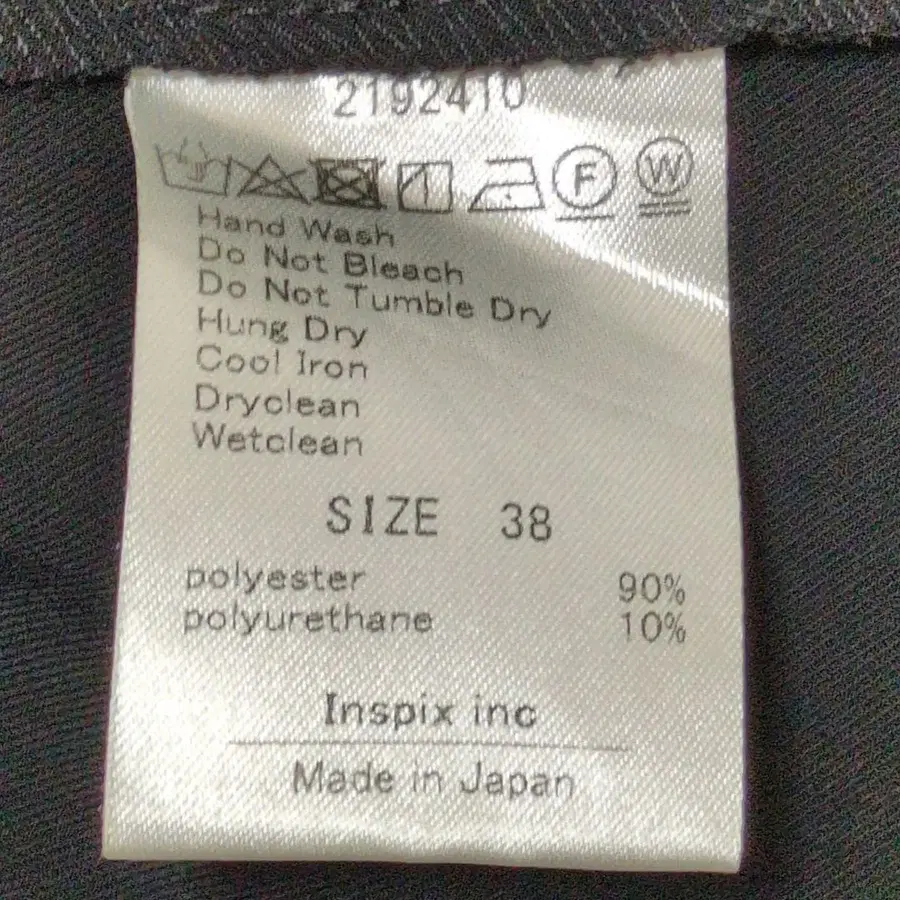 2192410
F W
Hand Wash
Do Not Bleach
Do Not Tumble Dry
Hung Dry
Cool Iron
Dryclean
Wetclean
SIZE 38
polyester 90%
polyurethane 10%
Inspix inc
Made in Japan